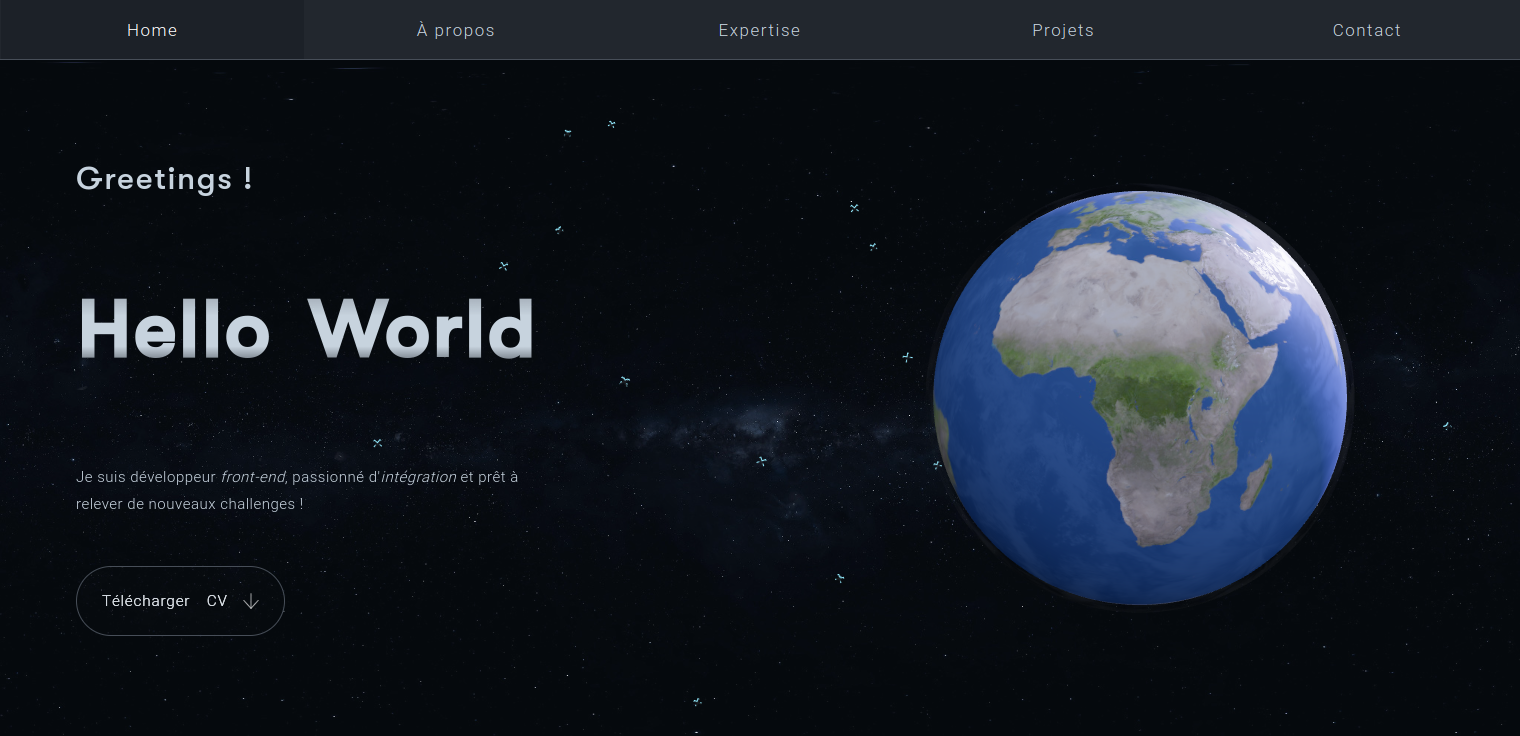 Home
À propos
Expertise
Projets
Contact
Greetings !
Hello World
Je suis développeur front-end, passionné d'intégration et prêt à
relever de nouveaux challenges !
Télécharger CV